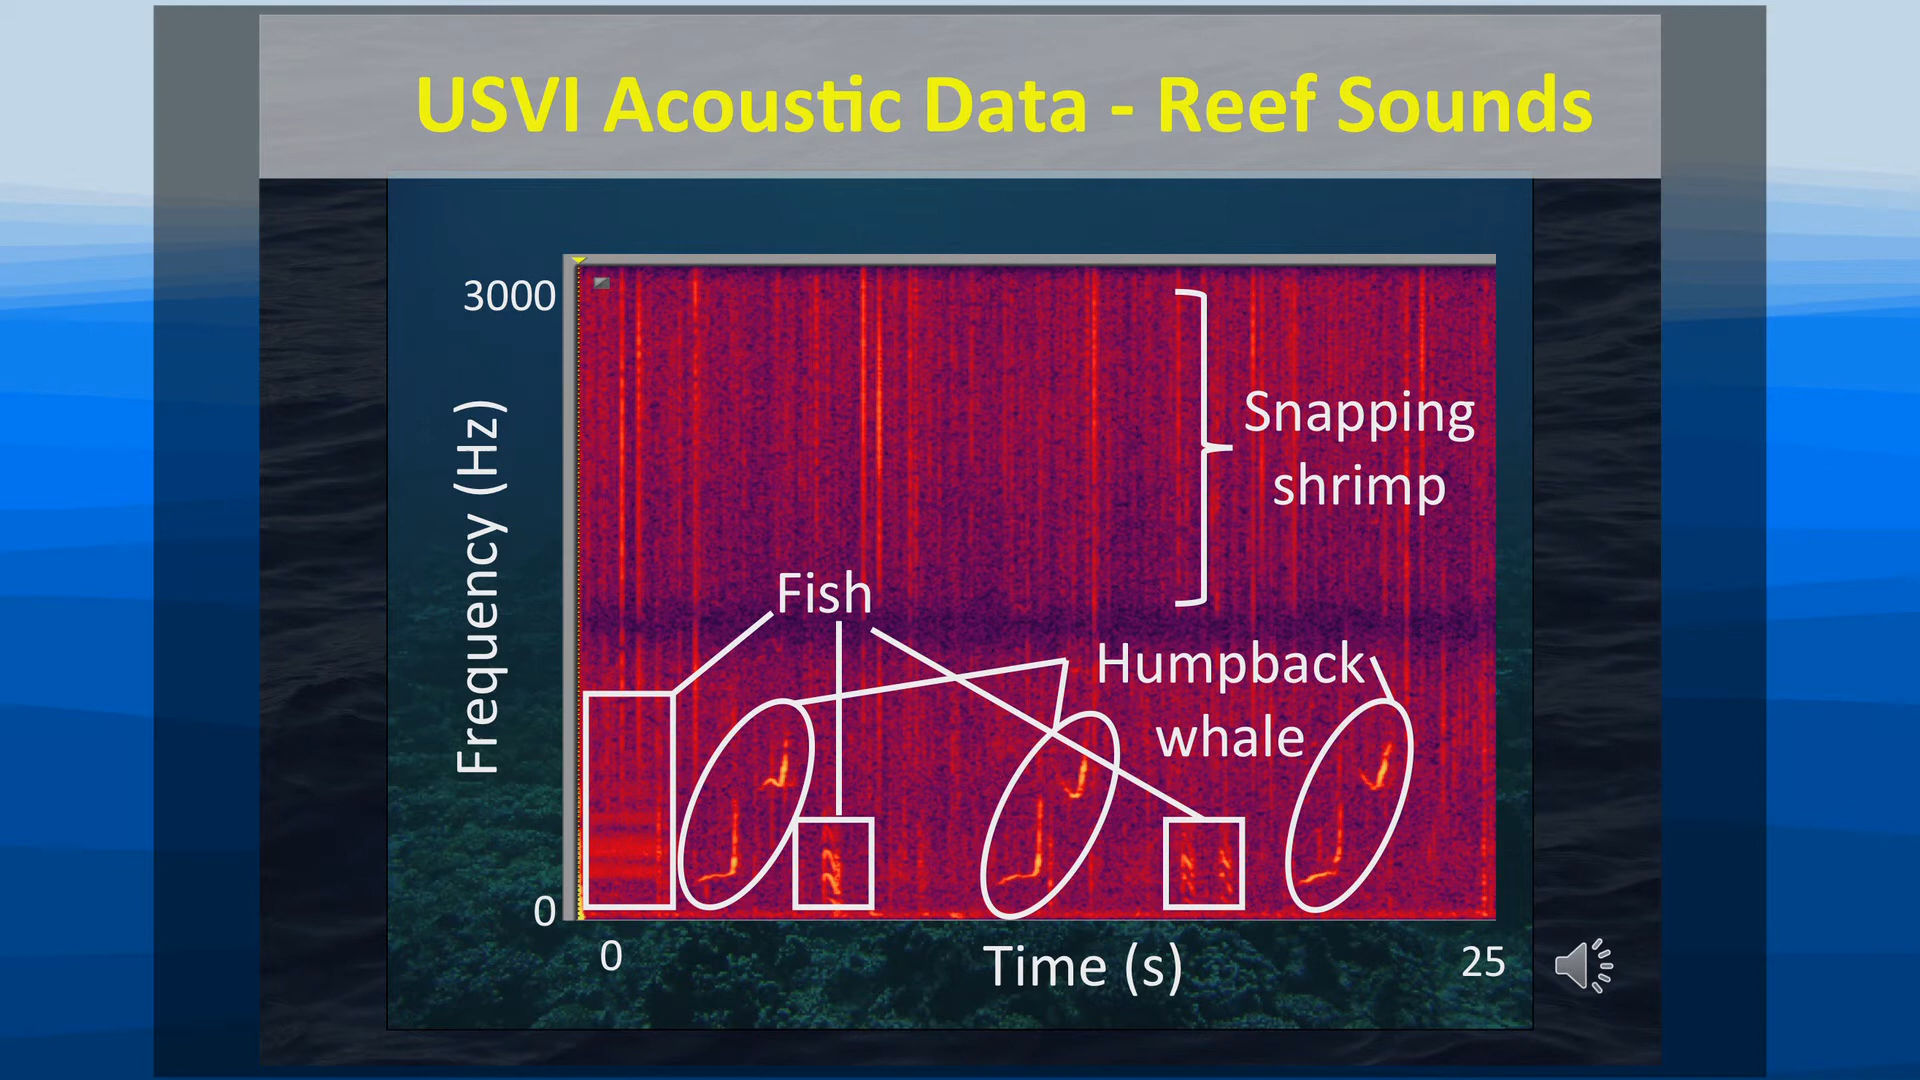 USVI Acoustic Data - Reef Sounds
3000
Frequency (Hz)
Snapping
shrimp
Fish
Humpback
whale
0
0
Time (s)
25